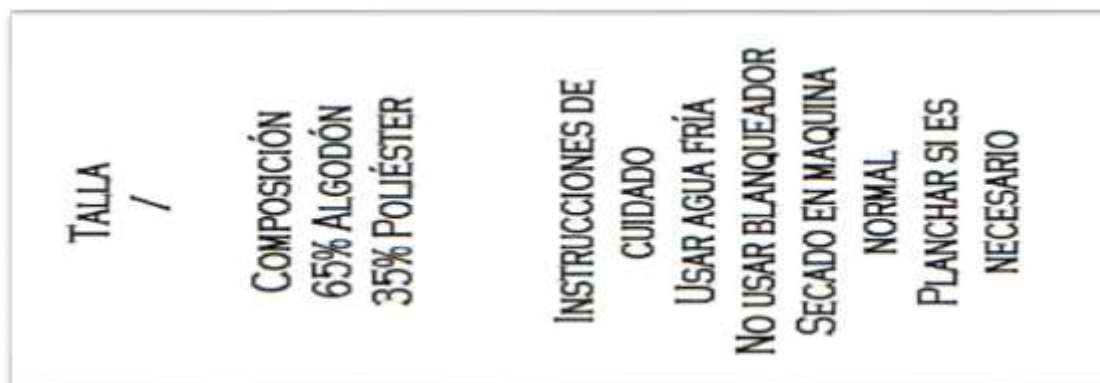 TALLA
/
COMPOSICIÓN
65% ALGODÓN
35% POLIÉSTER
INSTRUCCIONES DE
CUIDADO
USAR AGUA FRÍA
NO USAR BLANQUEADOR
SECADO EN MAQUINA
NORMAL
PLANCHAR SI ES
NECESARIO